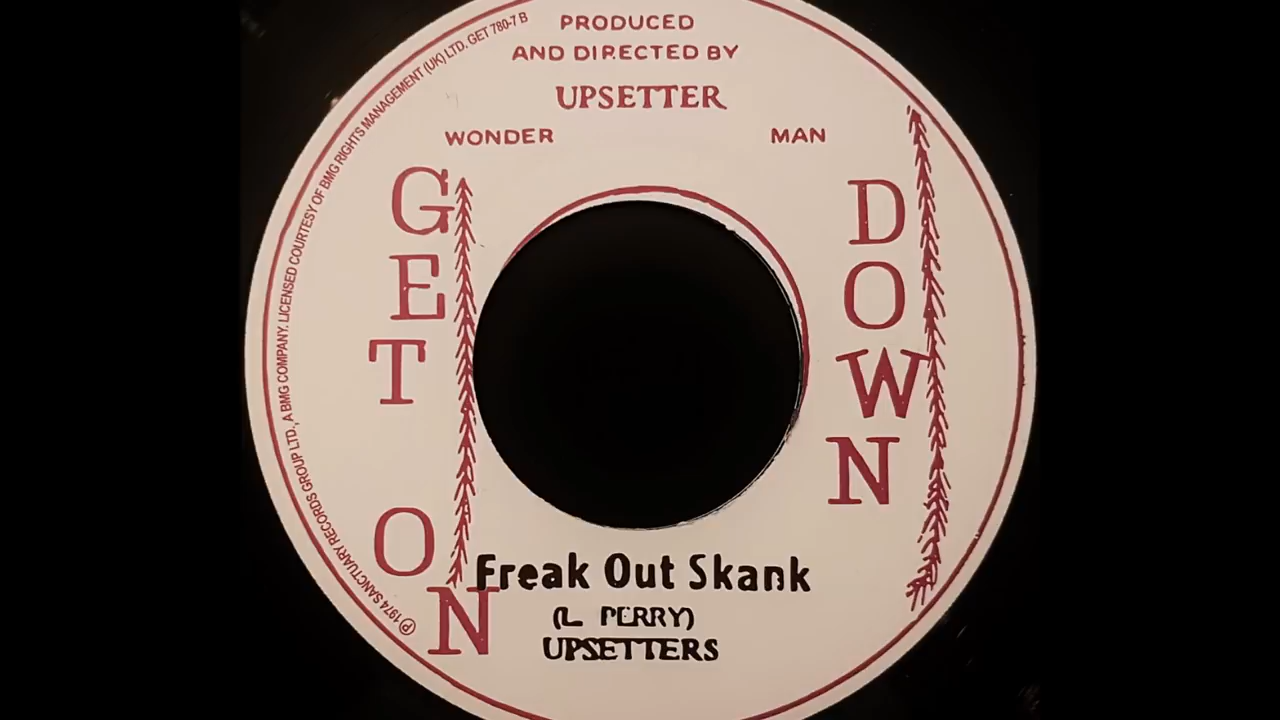 PRODUCED
AND DIRECTED BY
UPSETTER
WONDER MAN
GET ON
DOWN
Freak Out Skank
(L PERRY)
UPSETTERS
Ⓟ 1974 SANCTUARY RECORDS GROUP LTD., A BMG COMPANY. LICENSED COURTESY OF BMG RIGHTS MANAGEMENT (UK) LTD. GET 780-7 B